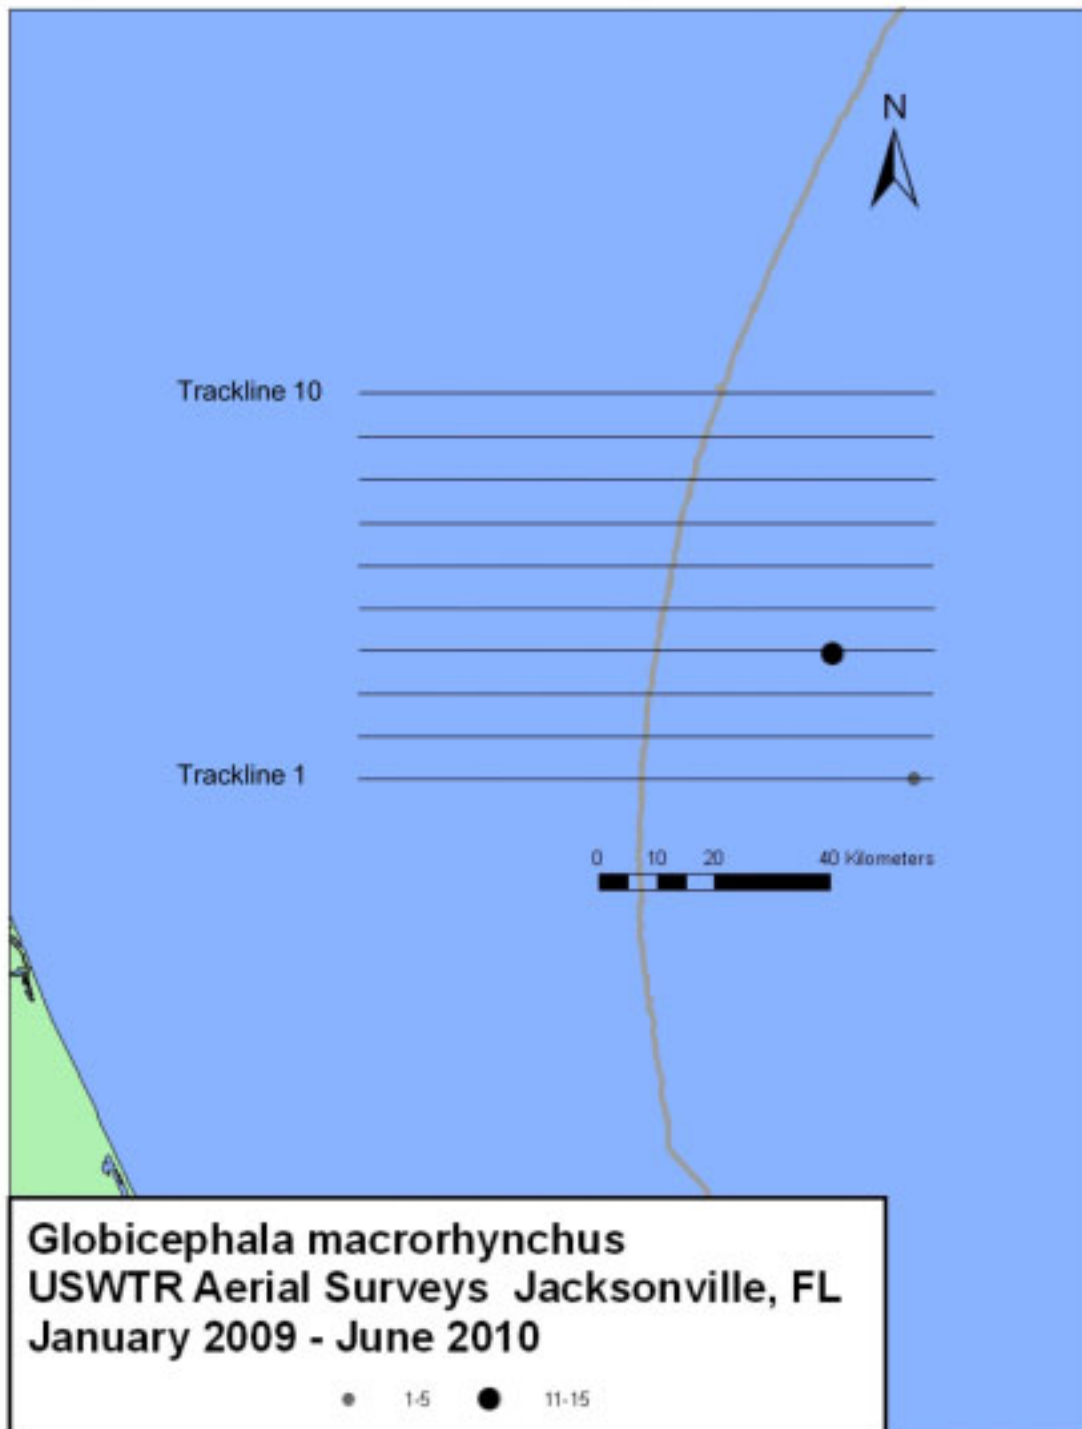 N
Trackline 10
Trackline 1
0 10 20 40 Kilometers
Globicephala macrorhynchus
USWTR Aerial Surveys Jacksonville, FL
January 2009 - June 2010
1-5 11-15